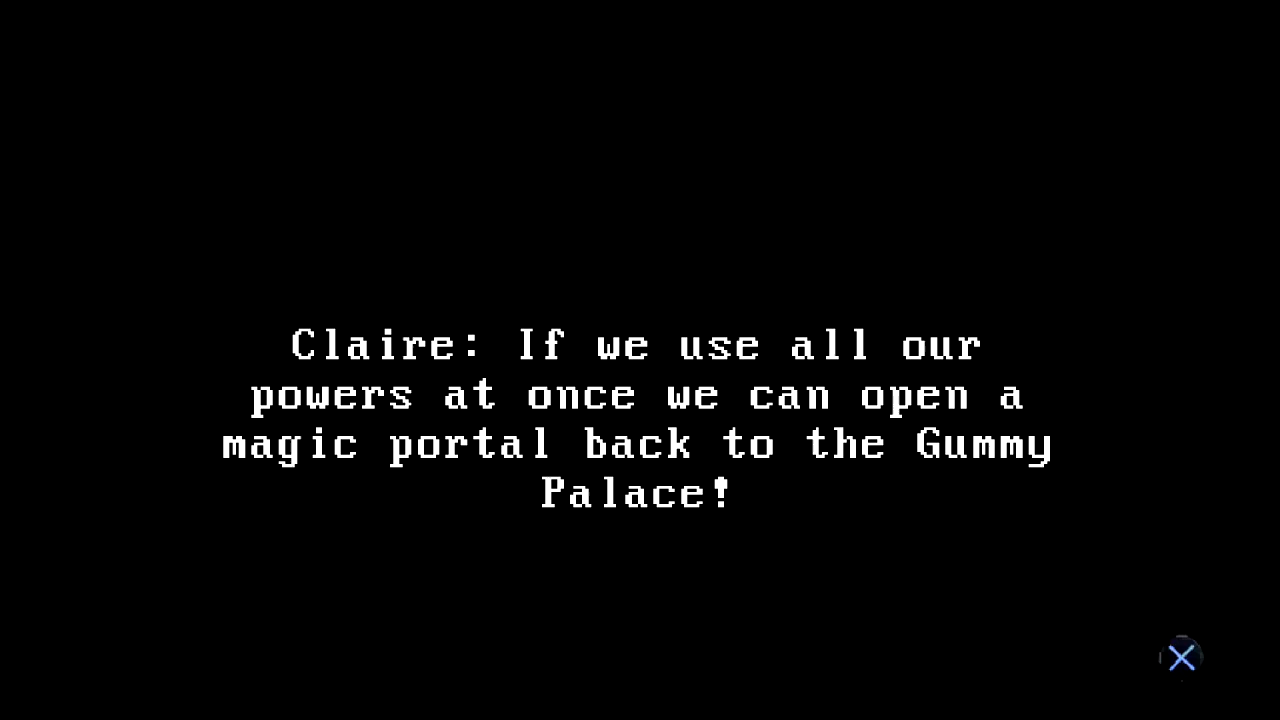 Claire: If we use all our
powers at once we can open a
magic portal back to the Gummy
Palace!